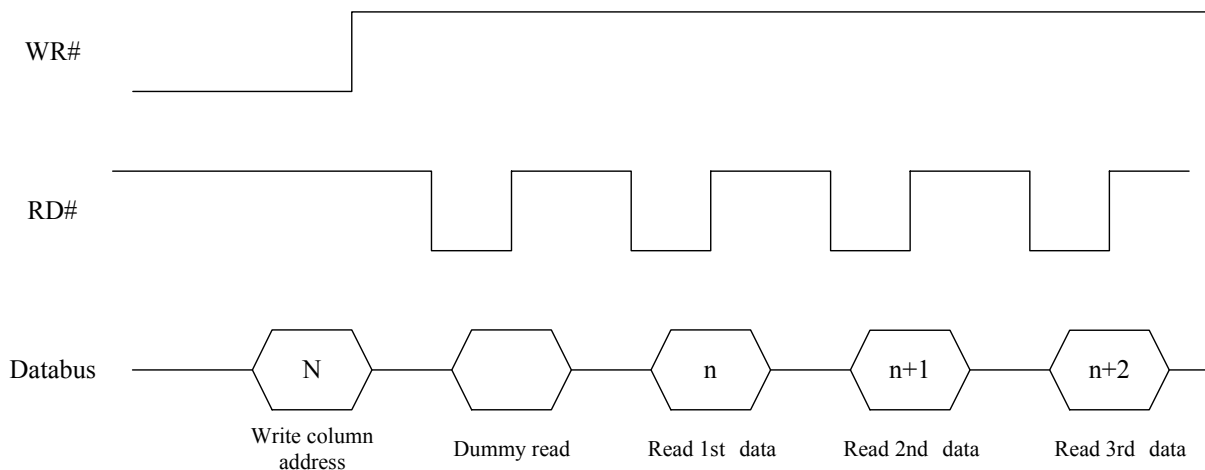 WR#
RD#
Databus
N
n
n+1
n+2
Write column
address
Dummy read
Read 1st data
Read 2nd data
Read 3rd data